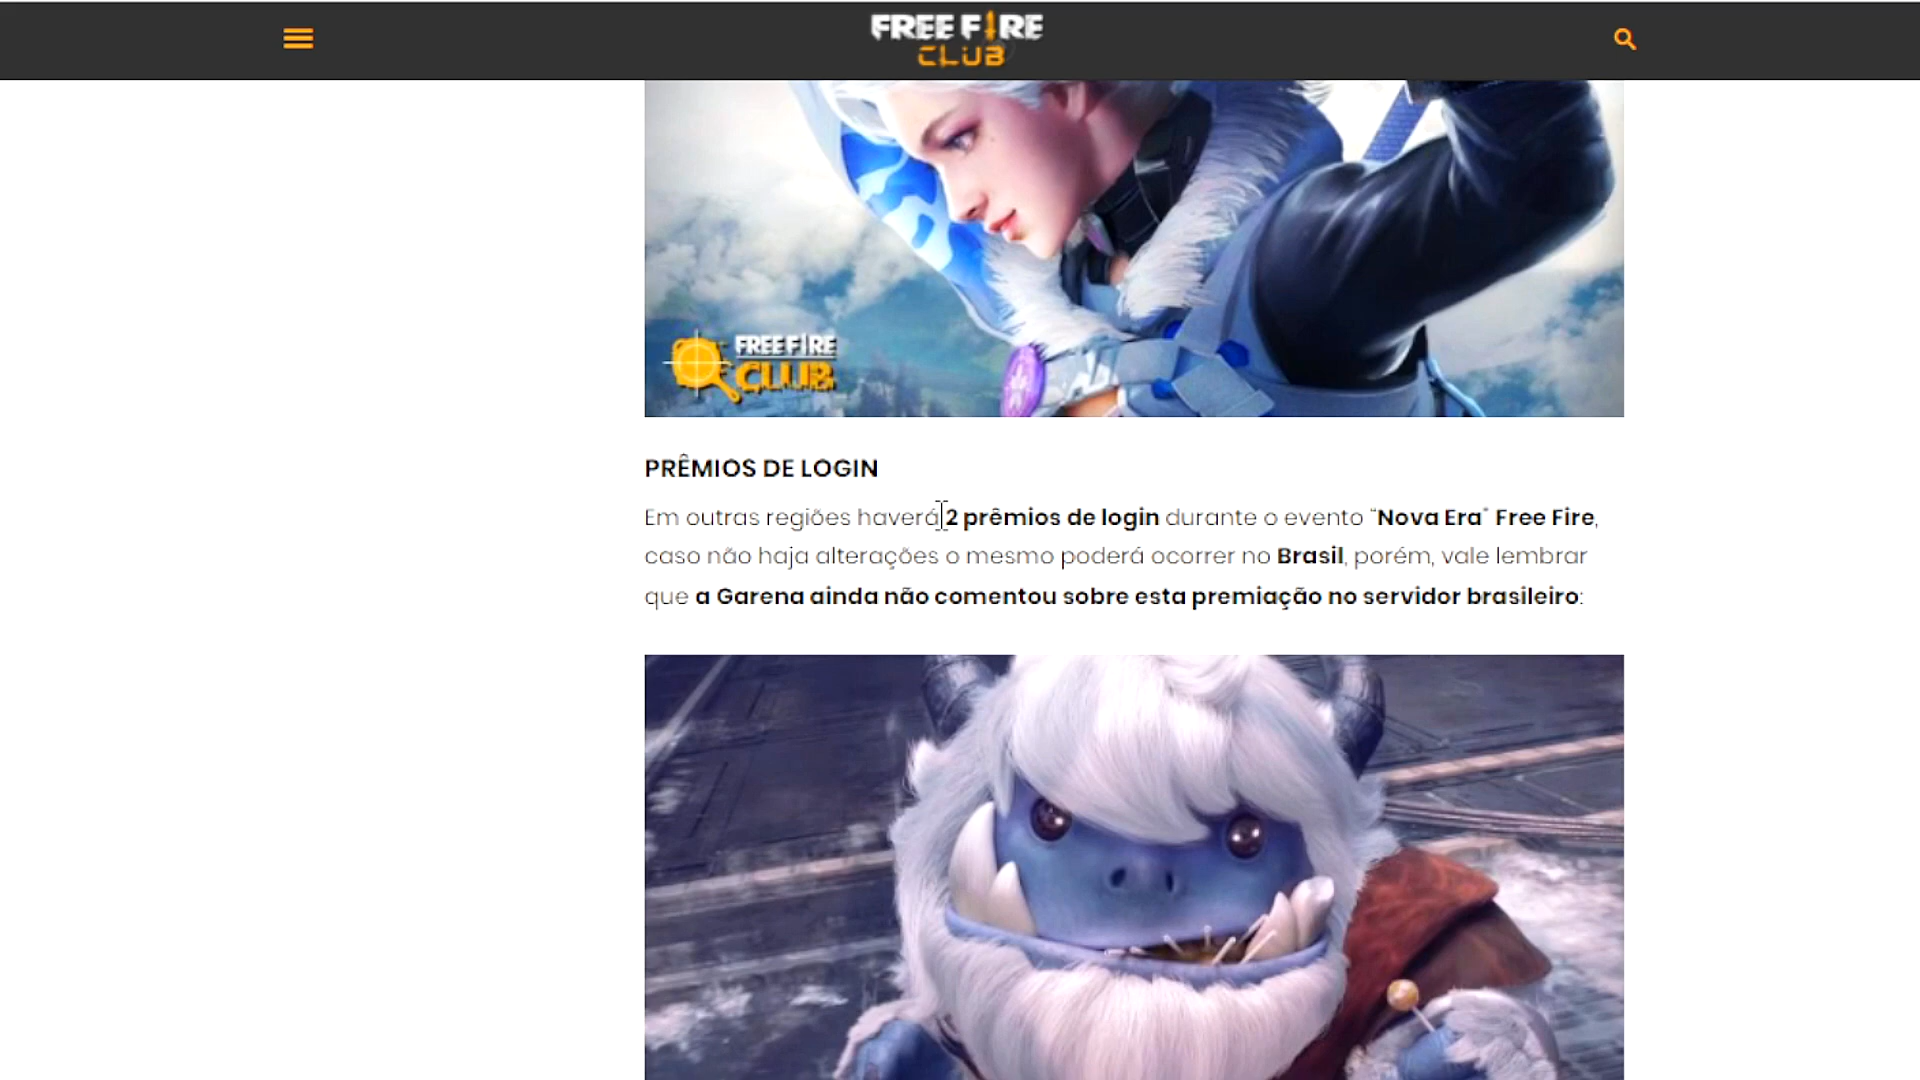 FREE FIRE
CLUB
FREE FIRE
CLUB
PRÊMIOS DE LOGIN
Em outras regiões haverá 2 prêmios de login durante o evento "Nova Era" Free Fire,
caso não haja alterações o mesmo poderá ocorrer no Brasil, porém, vale lembrar
que a Garena ainda não comentou sobre esta premiação no servidor brasileiro: